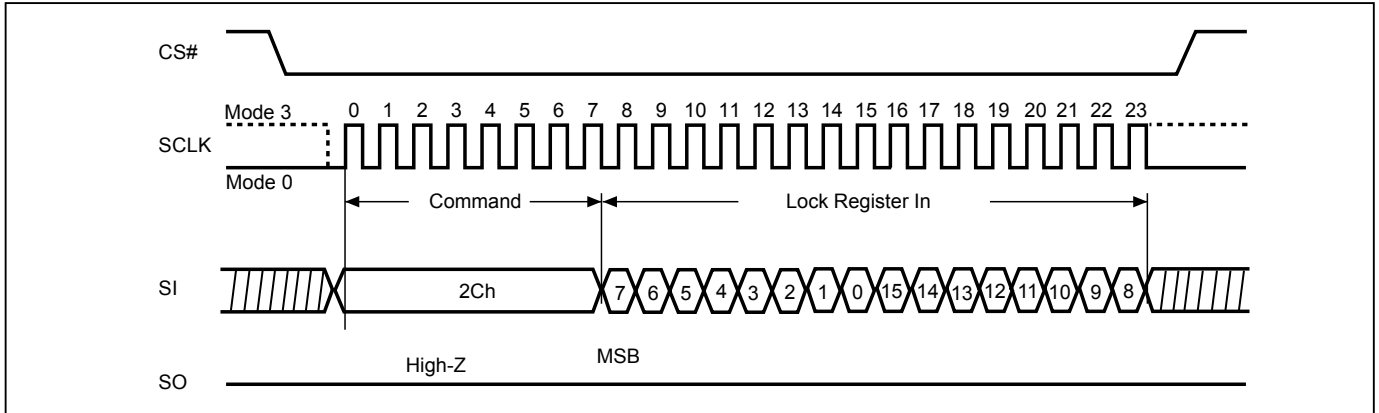 CS#
Mode 3 0 1 2 3 4 5 6 7 8 9 10 11 12 13 14 15 16 17 18 19 20 21 22 23
SCLK
Mode 0
Command Lock Register In
SI 2Ch 7 6 5 4 3 2 1 0 15 14 13 12 11 10 9 8
High-Z MSB
SO